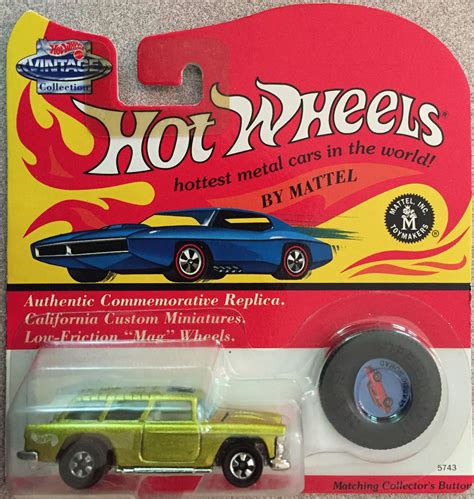 Hot Wheels
VINTAGE
Collection
HOT WHEELS®
hottest metal cars in the world!
BY MATTEL
MATTEL, INC.
M
TOYMAKERS
®
Authentic Commemorative Replica.
California Custom Miniatures.
Low-Friction "Mag" Wheels.
5743
Matching Collector's Button